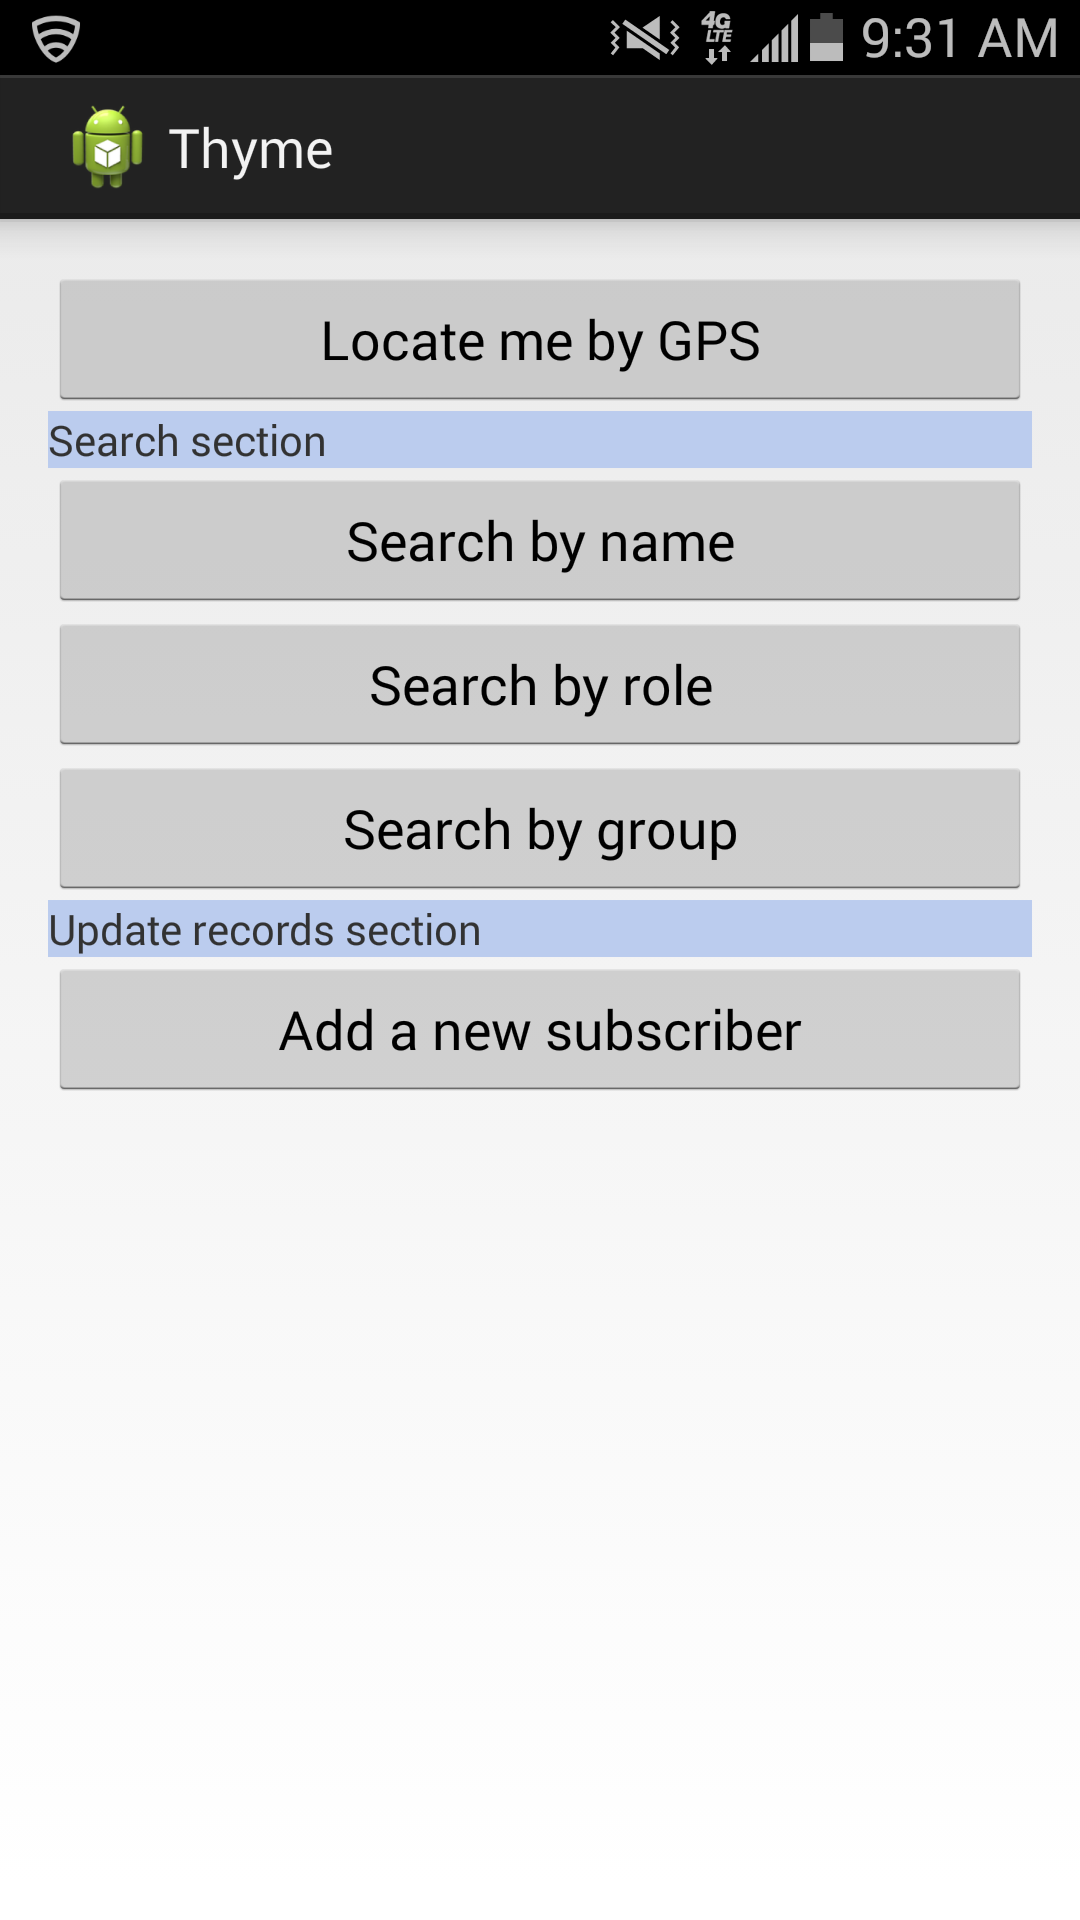 4G
LTE
9:31 AM
Thyme
Locate me by GPS
Search section
Search by name
Search by role
Search by group
Update records section
Add a new subscriber